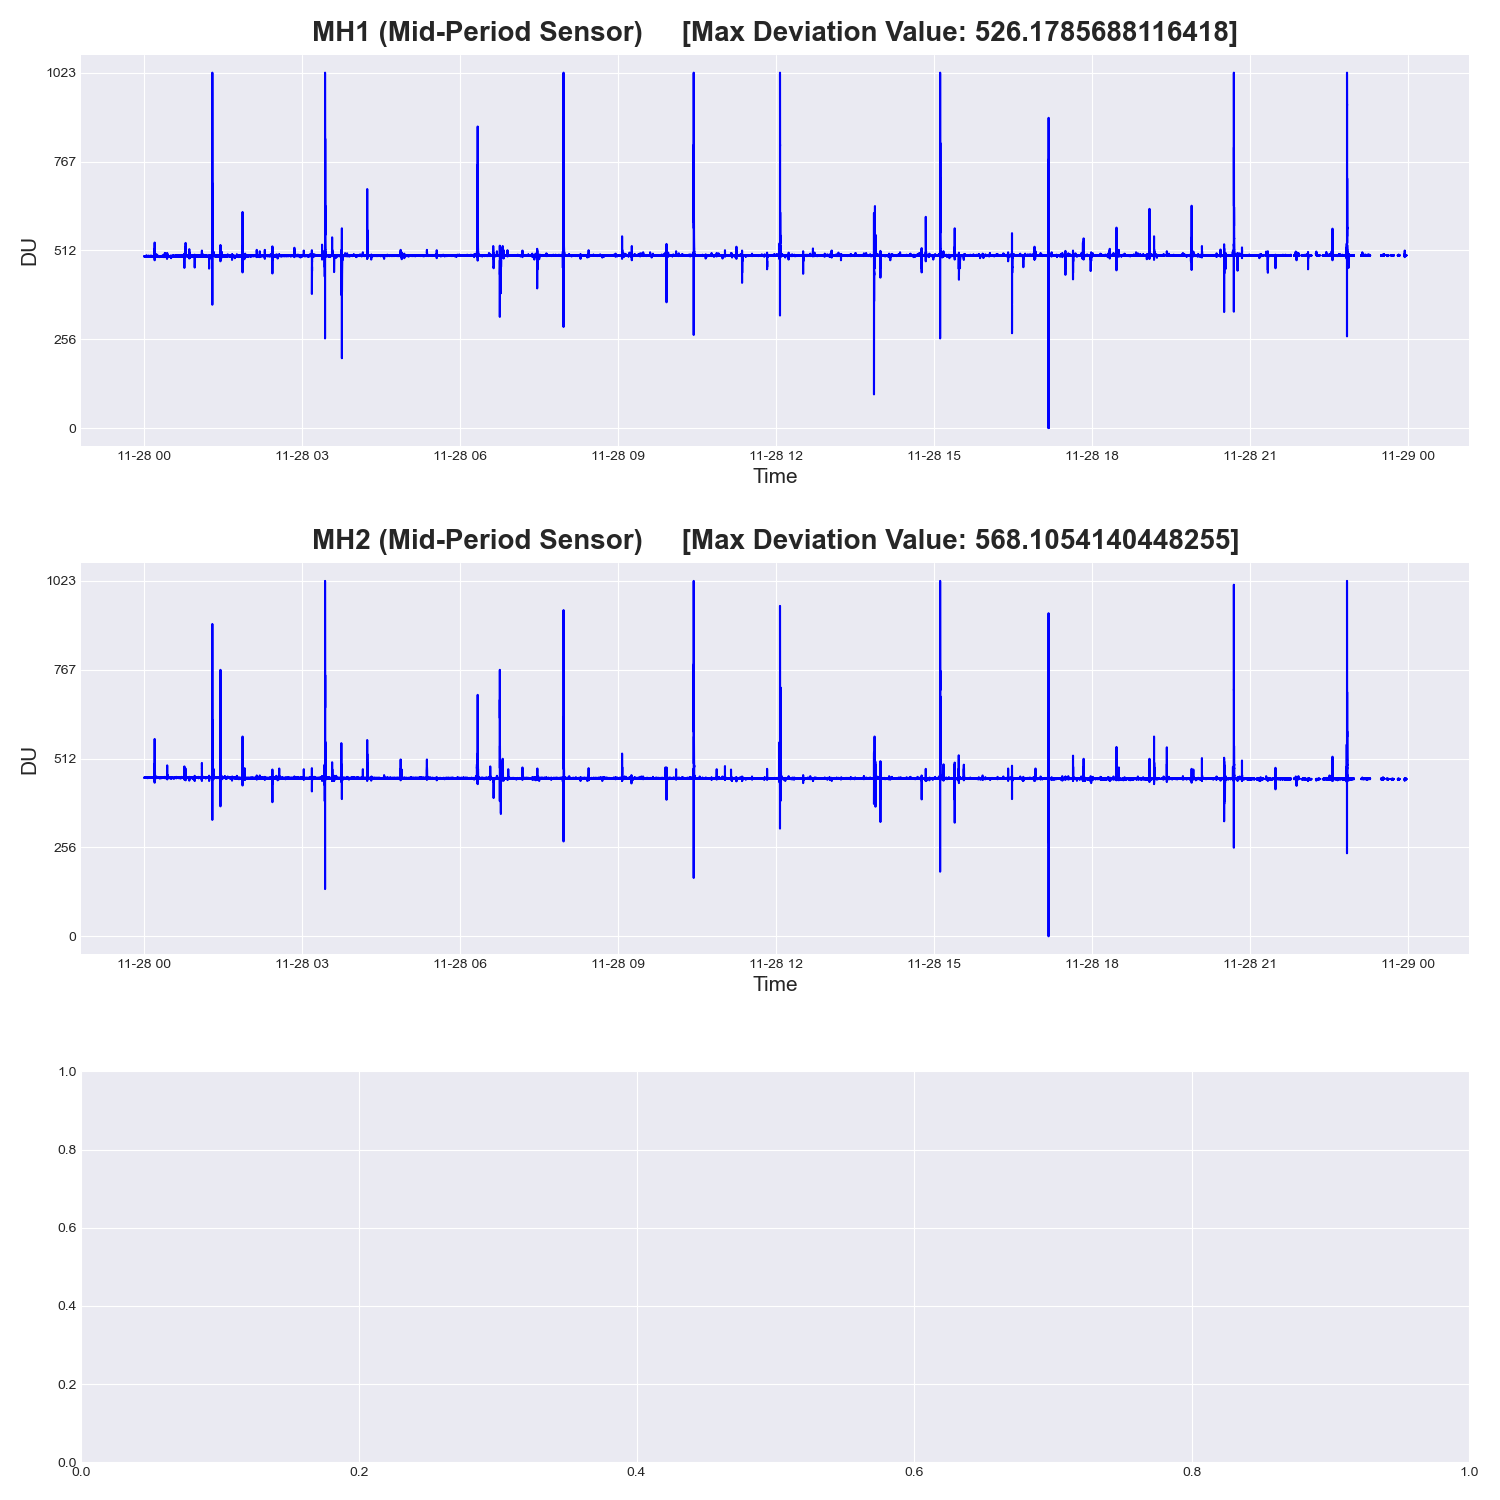 MH1 (Mid-Period Sensor) [Max Deviation Value: 526.1785688116418]
1023
767
512
256
0
DU
11-28 00 11-28 03 11-28 06 11-28 09 11-28 12 11-28 15 11-28 18 11-28 21 11-29 00
Time
MH2 (Mid-Period Sensor) [Max Deviation Value: 568.1054140448255]
1023
767
512
256
0
DU
11-28 00 11-28 03 11-28 06 11-28 09 11-28 12 11-28 15 11-28 18 11-28 21 11-29 00
Time
1.0
0.8
0.6
0.4
0.2
0.0
0.0 0.2 0.4 0.6 0.8 1.0